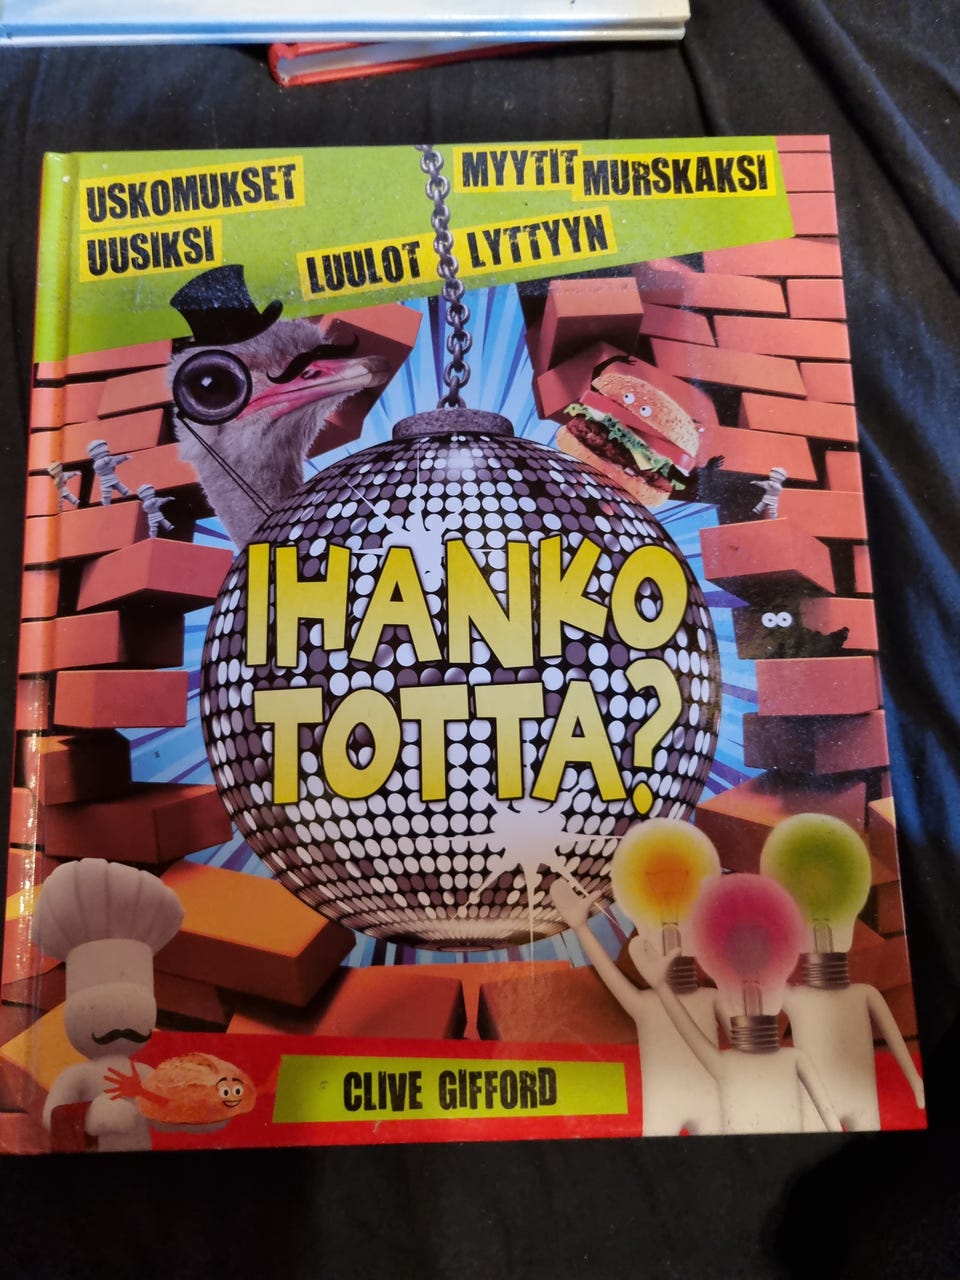 USKOMUKSET
UUSIKSI
MYYTIT MURSKAKSI
LUULOT LYTTYYN
IHANKO
TOTTA?
CLIVE GIFFORD